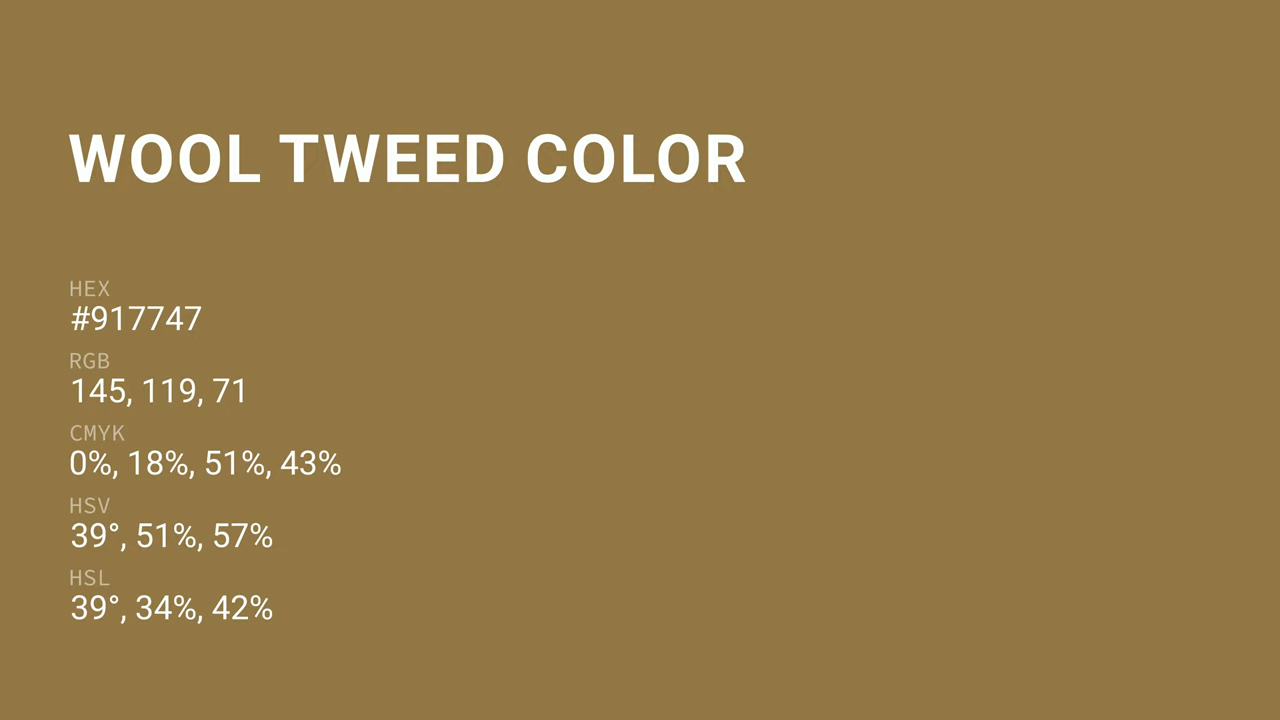 WOOL TWEED COLOR
HEX
#917747
RGB
145, 119, 71
CMYK
0%, 18%, 51%, 43%
HSV
39°, 51%, 57%
HSL
39°, 34%, 42%